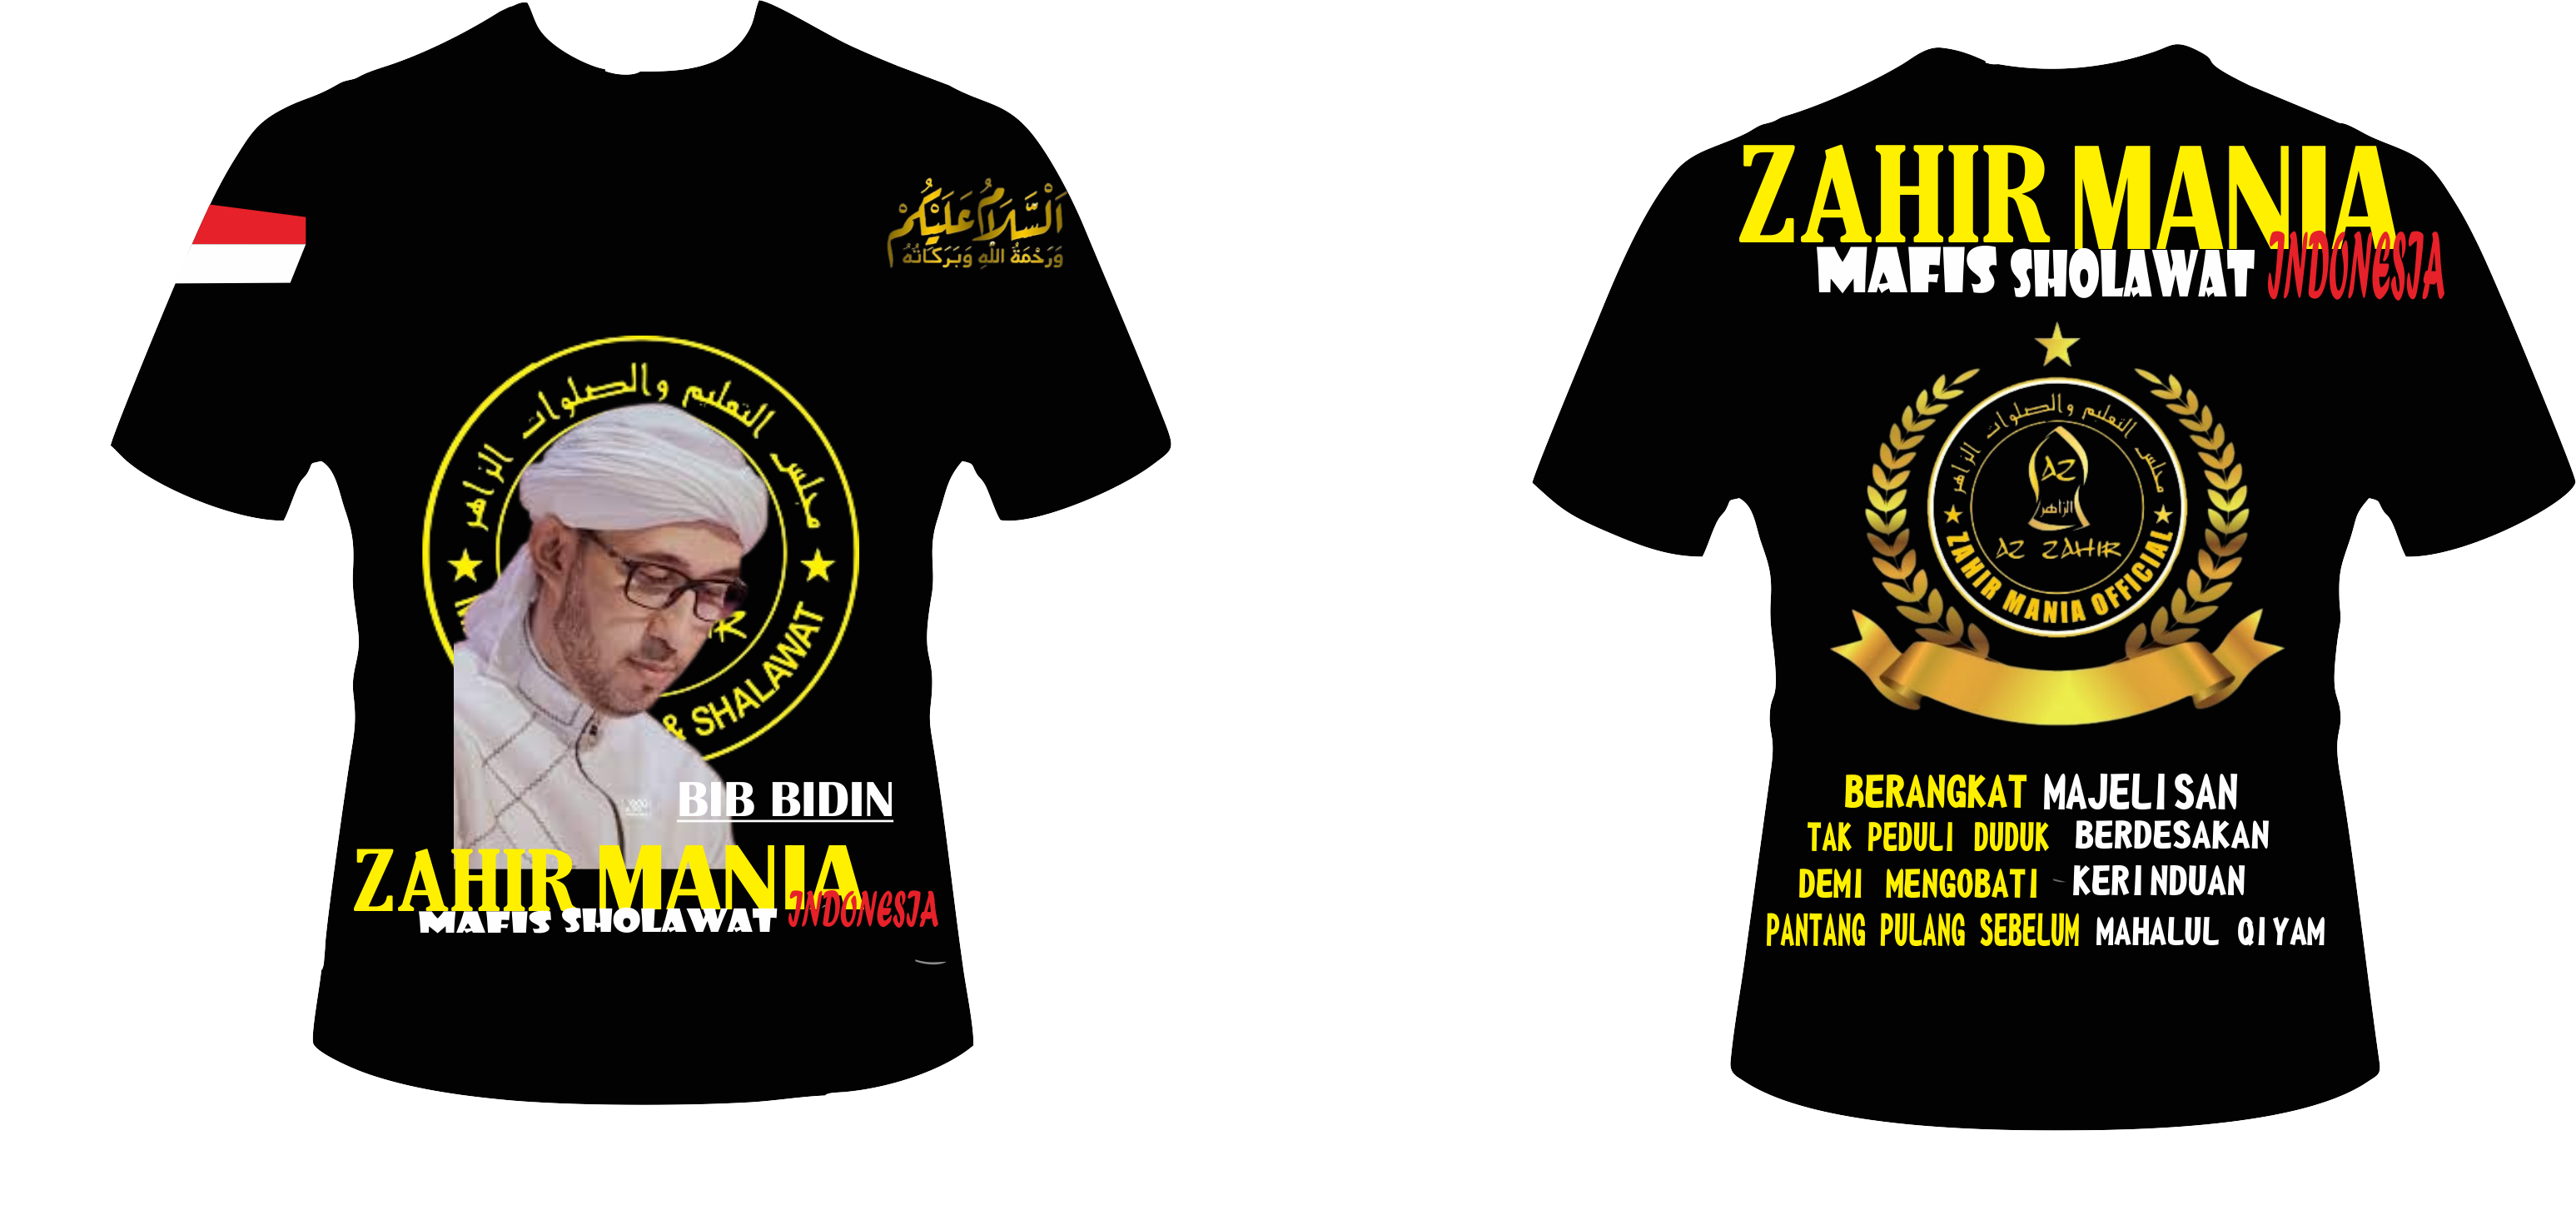 اَلسَّلَامُ عَلَيْكُمْ
وَرَحْمَةُ اللهِ وَبَرَكَاتُهُ
مجلس التعليم والصلوات الزاهر
& SHALAWAT
BIB BIDIN
ZAHIR MANIA
MAFIS SHOLAWAT INDONESIA
ZAHIR MANIA
MAFIS SHOLAWAT INDONESIA
مجلس التعليم والصلوات الزاهر
AZ
الزاهر
AZ ZAHIR
ZAHIR MANIA OFFICIAL
BERANGKAT MAJELISAN
TAK PEDULI DUDUK BERDESAKAN
DEMI MENGOBATI KERINDUAN
PANTANG PULANG SEBELUM MAHALUL QIYAM